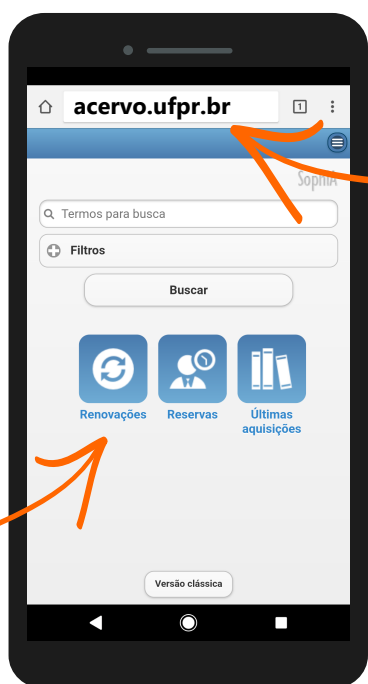 acervo.ufpr.br
1
SophiA
Termos para busca
Filtros
Buscar
Renovações
Reservas
Últimas
aquisições
Versão clássica